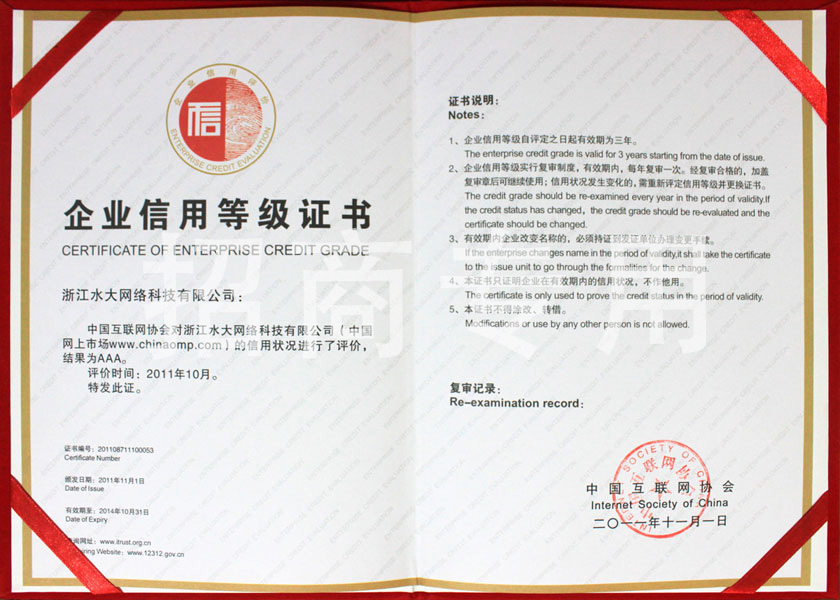 企业信用评价
信
ENTERPRISE CREDIT EVALUATION
企业信用等级证书
CERTIFICATE OF ENTERPRISE CREDIT GRADE
浙江水大网络科技有限公司：
中国互联网协会对浙江水大网络科技有限公司（中国
网上市场www.chinaomp.com）的信用状况进行了评价，
结果为AAA。
评价时间：2011年10月。
特发此证。
证书编号：201108711100053
Certificate Number
颁发日期：2011年11月1日
Date of Issue
有效期至：2014年10月31日
Date of Expiry
网址：www.itrust.org.cn
Website：www.12312.gov.cn
证书说明：
Notes：
1、企业信用等级自评定之日起有效期为三年。
The enterprise credit grade is valid for 3 years starting from the date of issue.
2、企业信用等级实行复审制度，有效期内，每年复审一次。经复审合格的，加盖
复审章后可继续使用；信用状况发生变化的，需重新评定信用等级并更换证书。
The credit grade should be re-examined every year in the period of validity.If
the credit status has changed，the credit grade should be re-evaluated and the
certificate should be changed.
3、有效期内企业改变名称的，必须持证到发证单位办理变更手续。
If the enterprise changes name in the period of validity,it shall take the certificate
to the issue unit to go through the formalities for the change.
4、本证书只证明企业在有效期内的信用状况，不作他用。
The certificate is only used to prove the credit status in the period of validity.
5、本证书不得涂改、转借。
Modifications or use by any other person is not allowed.
复审记录：
Re-examination record：
中国互联网协会
Internet Society of China
二〇一一年十一月一日
招商专用